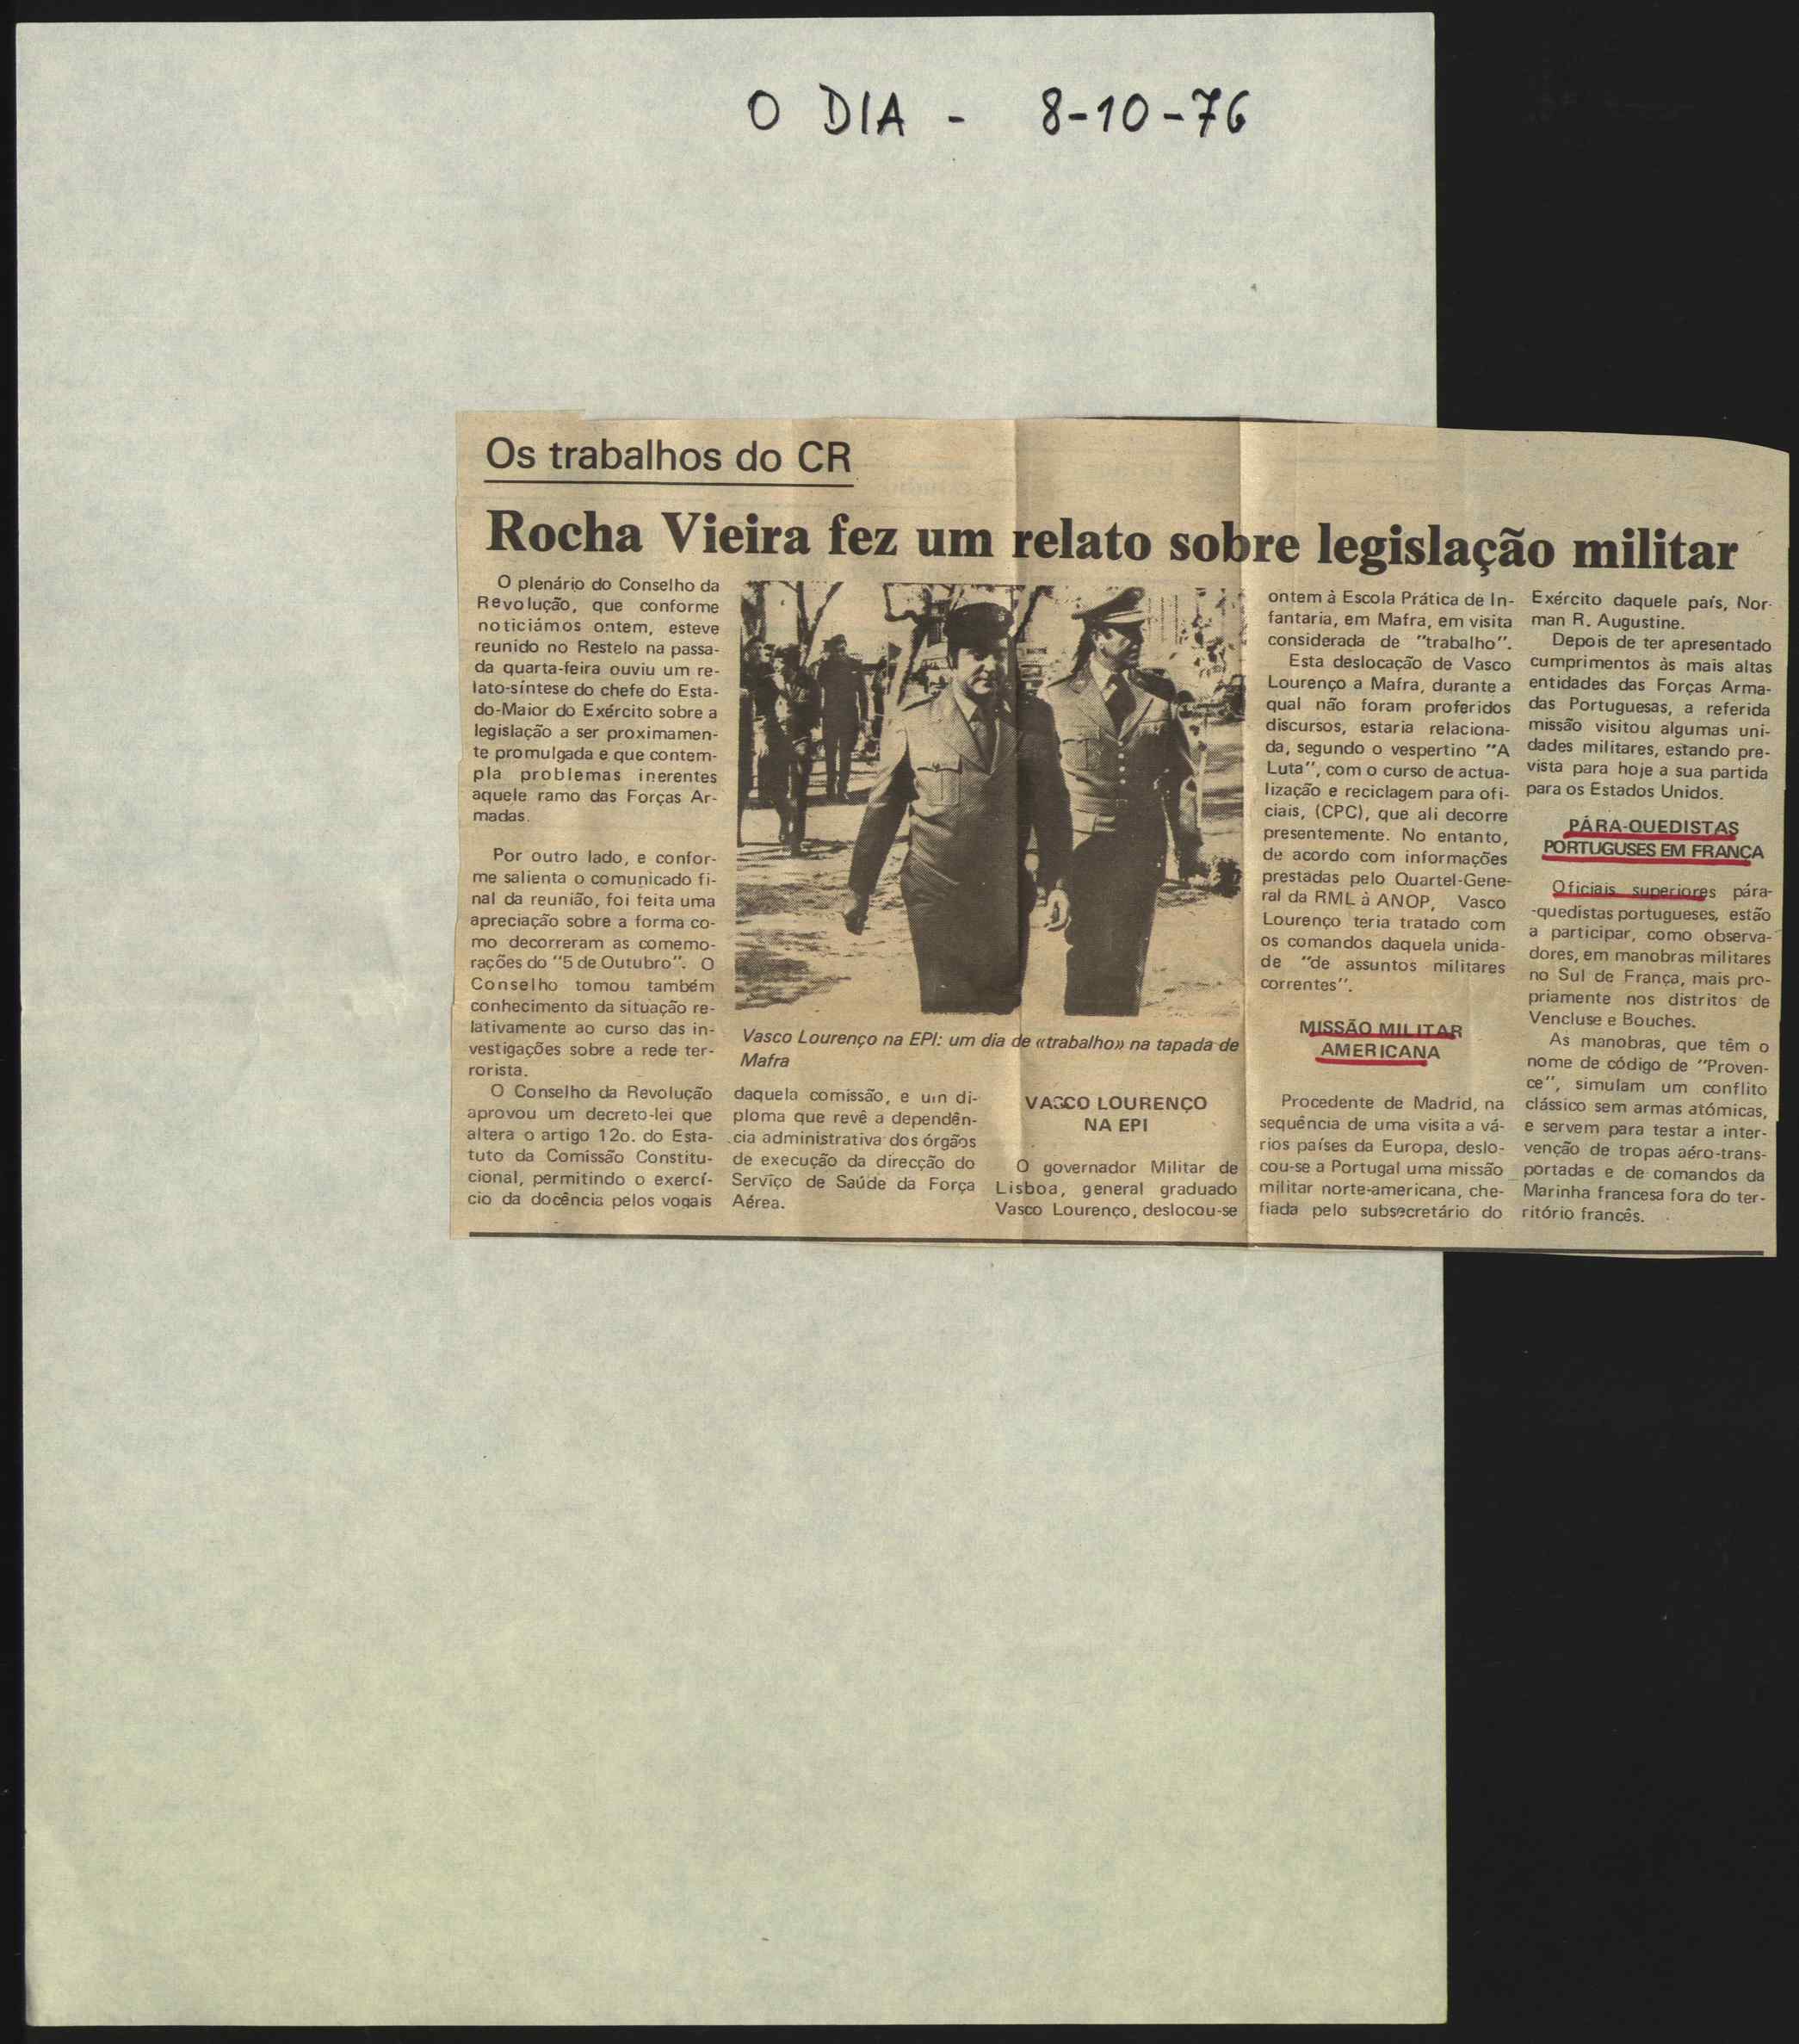 O DIA - 8-10-76
Os trabalhos do CR
Rocha Vieira fez um relato sobre legislação militar
O plenário do Conselho da
Revolução, que conforme
noticiámos ontem, esteve
reunido no Restelo na passa-
da quarta-feira ouviu um re-
lato-síntese do chefe do Esta-
do-Maior do Exército sobre a
legislação a ser proximamen-
te promulgada e que contem-
pla problemas inerentes
aquele ramo das Forças Ar-
madas.
Por outro lado, e confor-
me salienta o comunicado fi-
nal da reunião, foi feita uma
apreciação sobre a forma co-
mo decorreram as comemo-
rações do "5 de Outubro". O
Conselho tomou também
conhecimento da situação re-
lativamente ao curso das in-
vestigações sobre a rede ter-
rorista.
O Conselho da Revolução
aprovou um decreto-lei que
altera o artigo 12o. do Esta-
tuto da Comissão Constitu-
cional, permitindo o exercí-
cio da docência pelos vogais
Vasco Lourenço na EPI: um dia de «trabalho» na tapada de
Mafra
daquela comissão, e um di-
ploma que revê a dependên-
cia administrativa dos órgãos
de execução da direcção do
Serviço de Saúde da Força
Aérea.
VASCO LOURENÇO
NA EPI
O governador Militar de
Lisboa, general graduado
Vasco Lourenço, deslocou-se
ontem à Escola Prática de In-
fantaria, em Mafra, em visita
considerada de "trabalho".
Esta deslocação de Vasco
Lourenço a Mafra, durante a
qual não foram proferidos
discursos, estaria relaciona-
da, segundo o vespertino "A
Luta", com o curso de actua-
lização e reciclagem para ofi-
ciais, (CPC), que ali decorre
presentemente. No entanto,
de acordo com informações
prestadas pelo Quartel-Gene-
ral da RML à ANOP, Vasco
Lourenço teria tratado com
os comandos daquela unida-
de "de assuntos militares
correntes".
MISSÃO MILITAR
AMERICANA
Procedente de Madrid, na
sequência de uma visita a vá-
rios países da Europa, deslo-
cou-se a Portugal uma missão
militar norte-americana, che-
fiada pelo subsecretário do
Exército daquele país, Nor-
man R. Augustine.
Depois de ter apresentado
cumprimentos às mais altas
entidades das Forças Arma-
das Portuguesas, a referida
missão visitou algumas uni-
dades militares, estando pre-
vista para hoje a sua partida
para os Estados Unidos.
PÁRA-QUEDISTAS
PORTUGUSES EM FRANÇA
Oficiais superiores pára-
-quedistas portugueses, estão
a participar, como observa-
dores, em manobras militares
no Sul de França, mais pro-
priamente nos distritos de
Vencluse e Bouches.
As manobras, que têm o
nome de código de "Proven-
ce", simulam um conflito
clássico sem armas atómicas,
e servem para testar a inter-
venção de tropas aéro-trans-
portadas e de comandos da
Marinha francesa fora do ter-
ritório francês.